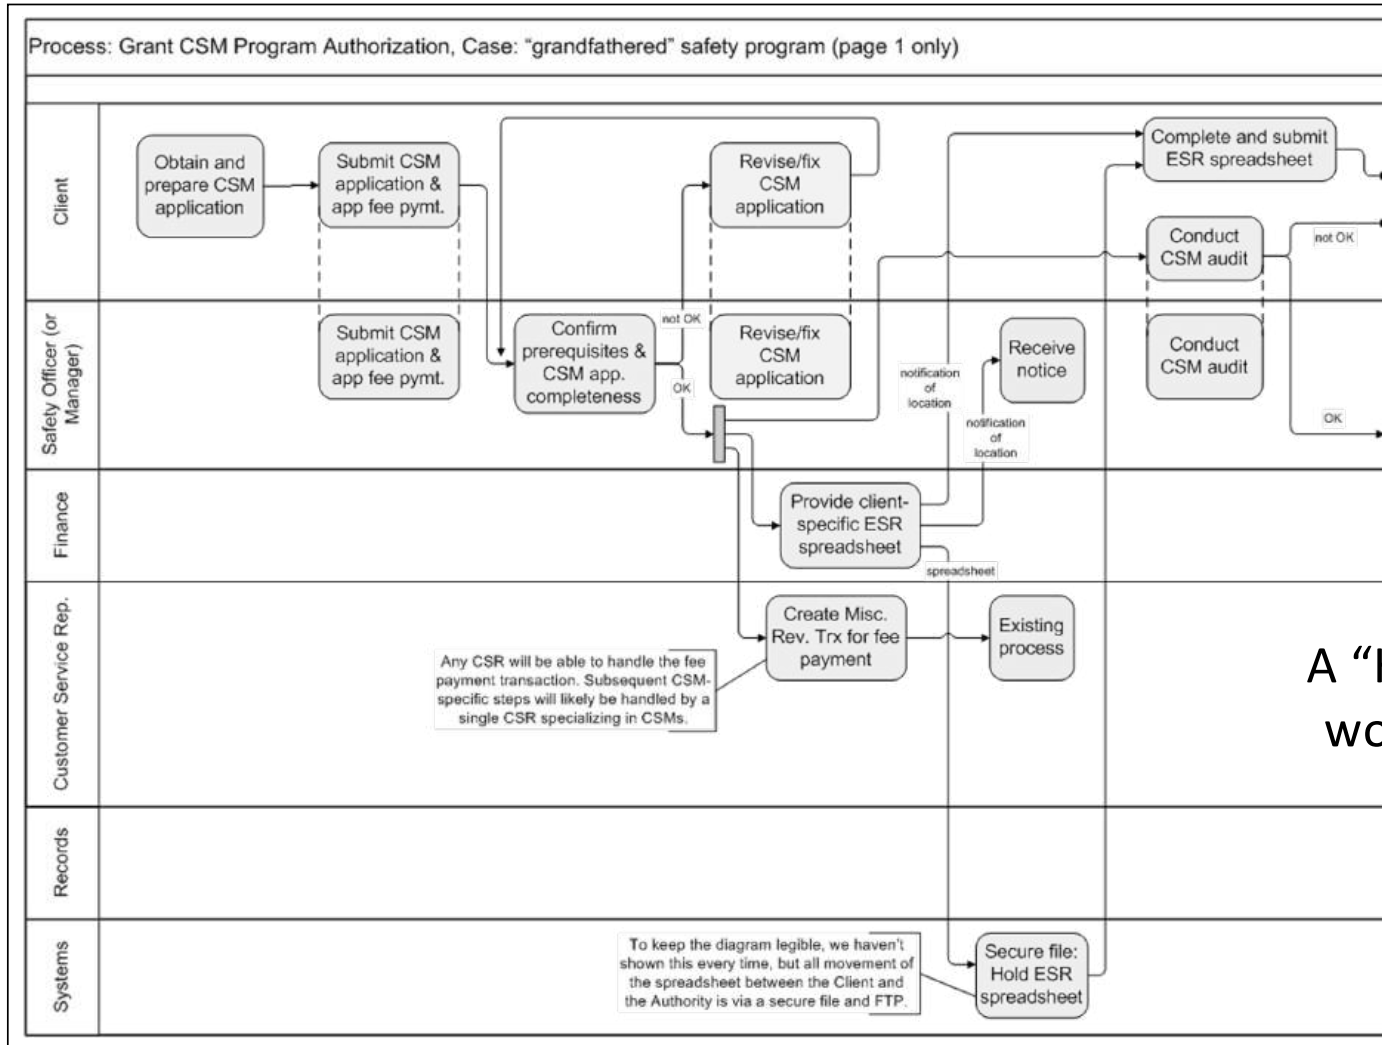 Process: Grant CSM Program Authorization, Case: “grandfathered” safety program (page 1 only)
Client
Obtain and
prepare CSM
application
Submit CSM
application &
app fee pymt.
Revise/fix
CSM
application
Complete and submit
ESR spreadsheet
Conduct
CSM audit
not OK
Safety Officer (or
Manager)
Submit CSM
application &
app fee pymt.
Confirm
prerequisites &
CSM app.
completeness
not OK
OK
Revise/fix
CSM
application
notification
of
location
Receive
notice
notification
of
location
Conduct
CSM audit
OK
Finance
Provide client-
specific ESR
spreadsheet
spreadsheet
Customer Service Rep.
Create Misc.
Rev. Trx for fee
payment
Existing
process
Any CSR will be able to handle the fee
payment transaction. Subsequent CSM-
specific steps will likely be handled by a
single CSR specializing in CSMs.
A
Records
Systems
To keep the diagram legible, we haven’t
shown this every time, but all movement of
the spreadsheet between the Client and
the Authority is via a secure file and FTP.
Secure file:
Hold ESR
spreadsheet